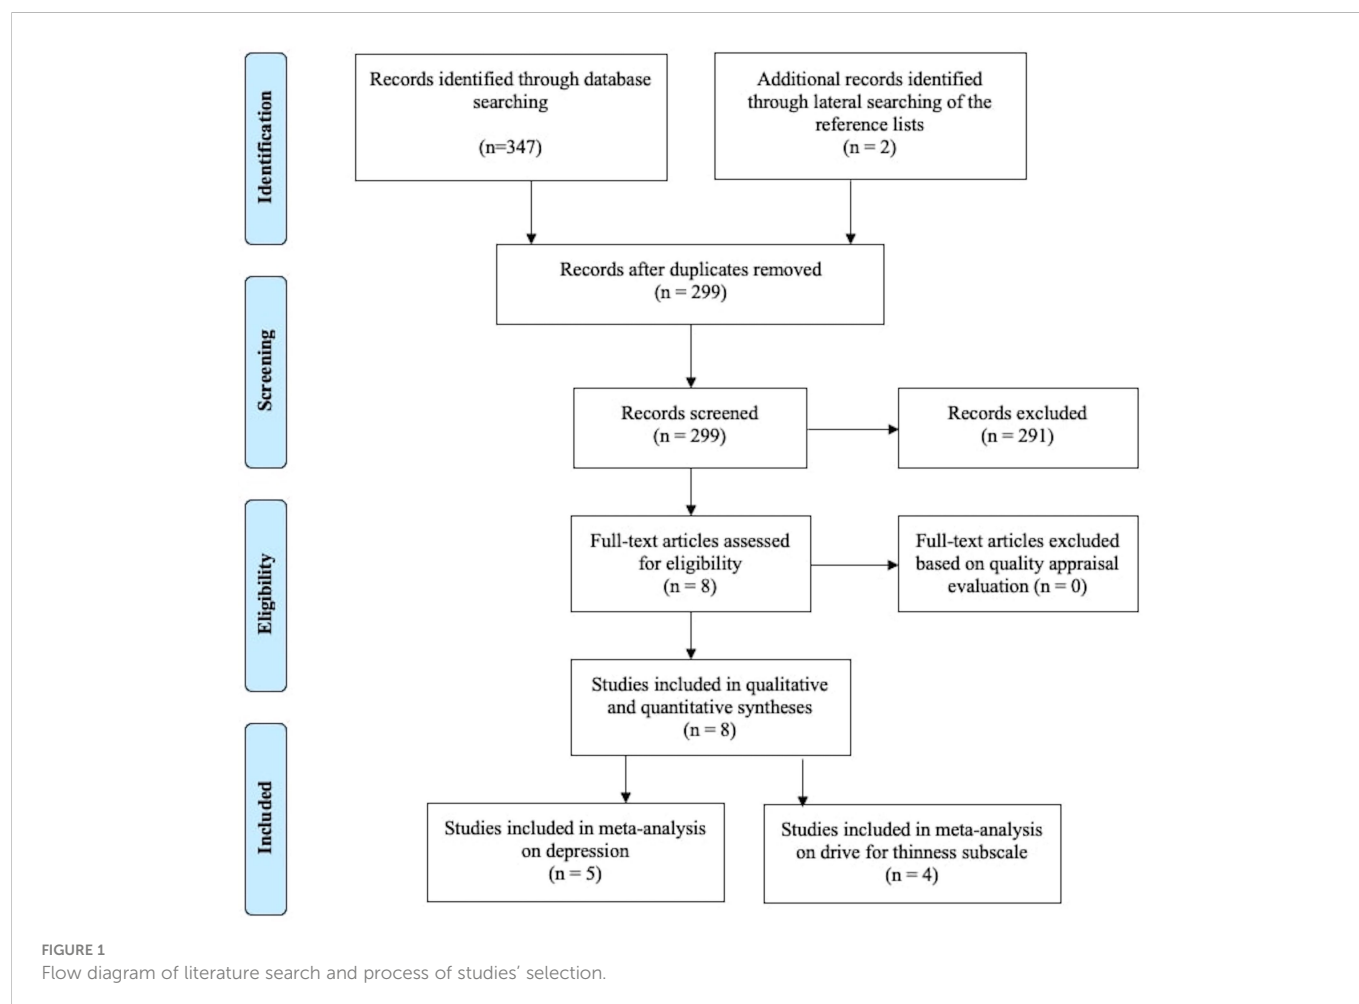 Identification
Records identified through database
searching
(n=347)
Additional records identified
through lateral searching of the
reference lists
(n = 2)
Records after duplicates removed
(n = 299)
Screening
Records screened
(n = 299)
Records excluded
(n = 291)
Eligibility
Full-text articles assessed
for eligibility
(n = 8)
Full-text articles excluded
based on quality appraisal
evaluation (n = 0)
Studies included in qualitative
and quantitative syntheses
(n = 8)
Included
Studies included in meta-analysis
on depression
(n = 5)
Studies included in meta-analysis
on drive for thinness subscale
(n = 4)
FIGURE 1
Flow diagram of literature search and process of studies’ selection.